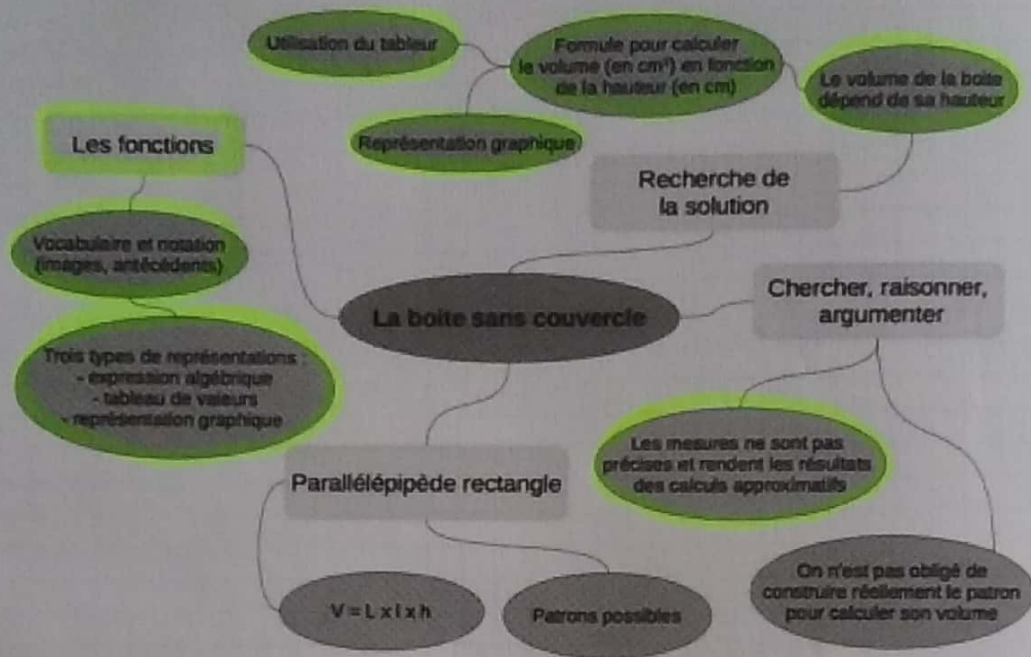 Utilisation du tableur
Formule pour calculer
le volume (en cm³) en fonction
de la hauteur (en cm)
Le volume de la boite
dépend de sa hauteur
Représentation graphique
Les fonctions
Recherche de
la solution
Vocabulaire et notation
(images, antécédents)
Trois types de représentations :
- expression algébrique
- tableau de valeurs
- représentation graphique
La boite sans couvercle
Chercher, raisonner,
argumenter
Les mesures ne sont pas
précises et rendent les résultats
des calculs approximatifs
Parallélépipède rectangle
On n'est pas obligé de
construire réellement le patron
pour calculer son volume
V = L x l x h
Patrons possibles